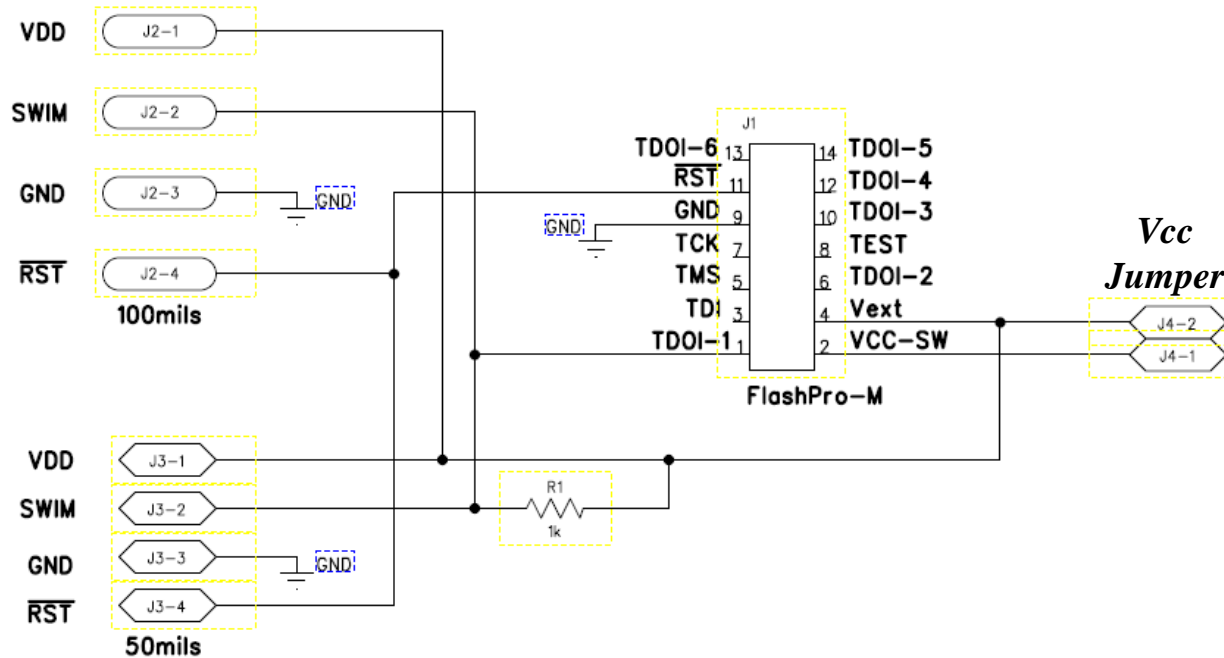 VDD
J2-1
SWIM
J2-2
GND
J2-3
GND
RST
J2-4
100mils
J1
TDOI-6 13 14 TDOI-5
RST 11 12 TDOI-4
GND 9 10 TDOI-3
GND
TCK 7 8 TEST
TMS 5 6 TDOI-2
TDI 3 4 Vext
TDOI-1 1 2 VCC-SW
FlashPro-M
Vcc
Jumper
J4-2
J4-1
VDD
J3-1
SWIM
J3-2
R1
1k
GND
J3-3
GND
RST
J3-4
50mils